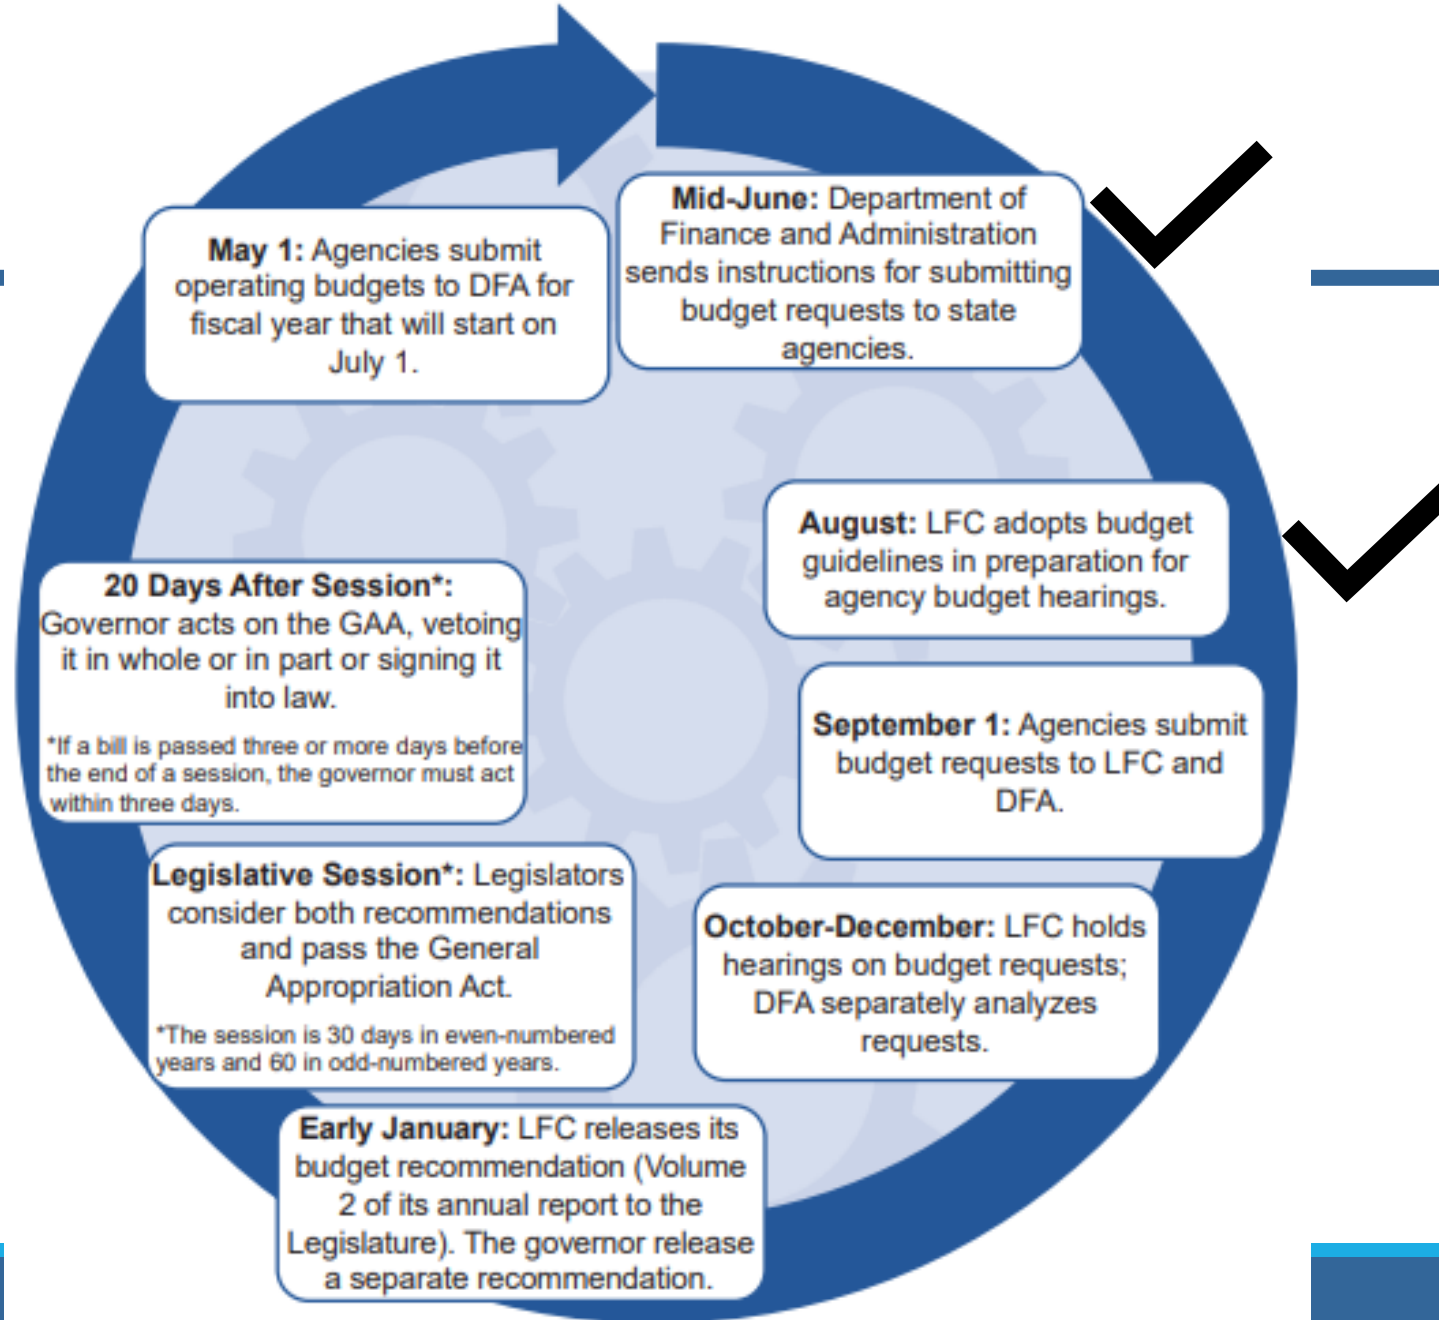 Mid-June: Department of
Finance and Administration
sends instructions for submitting
budget requests to state
agencies.
August: LFC adopts budget
guidelines in preparation for
agency budget hearings.
September 1: Agencies submit
budget requests to LFC and
DFA.
October-December: LFC holds
hearings on budget requests;
DFA separately analyzes
requests.
Early January: LFC releases its
budget recommendation (Volume
2 of its annual report to the
Legislature). The governor release
a separate recommendation.
Legislative Session*: Legislators
consider both recommendations
and pass the General
Appropriation Act.
*The session is 30 days in even-numbered
years and 60 in odd-numbered years.
20 Days After Session*:
Governor acts on the GAA, vetoing
it in whole or in part or signing it
into law.
*If a bill is passed three or more days before
the end of a session, the governor must act
within three days.
May 1: Agencies submit
operating budgets to DFA for
fiscal year that will start on
July 1.